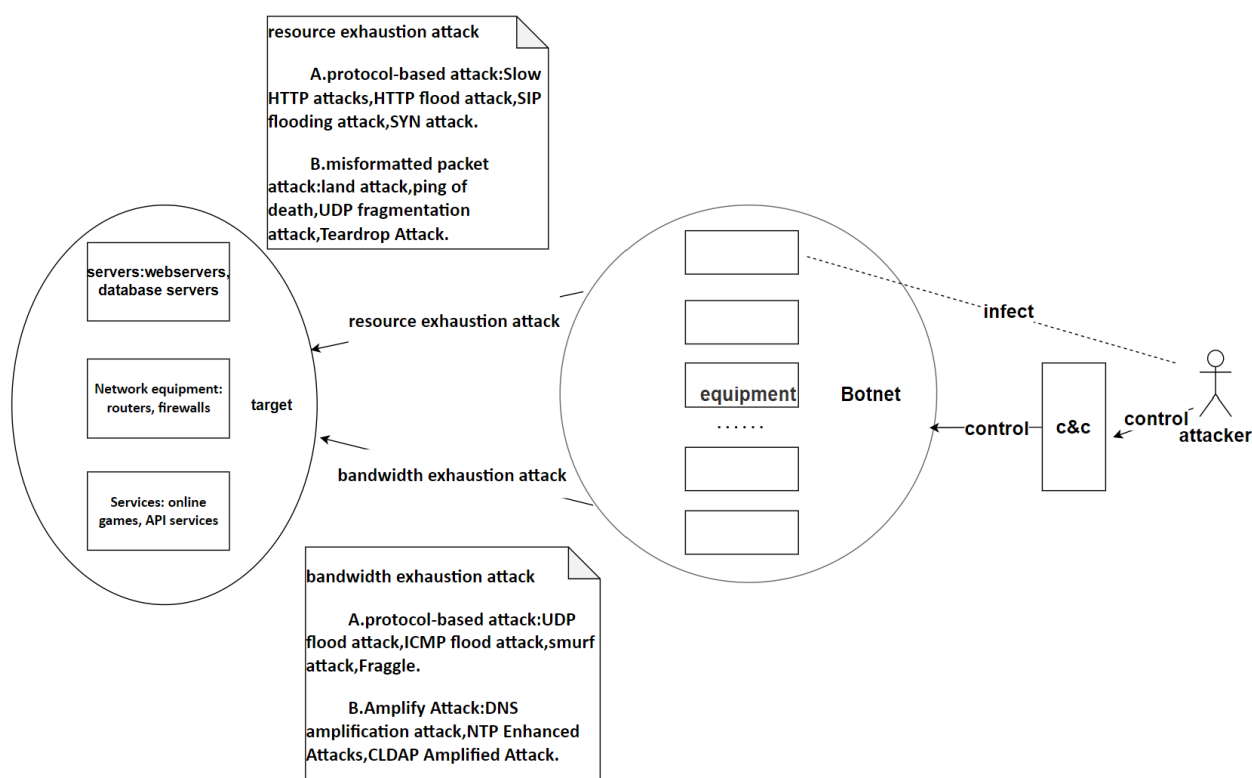 resource exhaustion attack
A.protocol-based attack:Slow
HTTP attacks,HTTP flood attack,SIP
flooding attack,SYN attack.
B.misformatted packet
attack:land attack,ping of
death,UDP fragmentation
attack,Teardrop Attack.
servers:webservers,
database servers
Network equipment:
routers, firewalls
target
Services: online
games, API services
resource exhaustion attack
bandwidth exhaustion attack
equipment
......
Botnet
infect
control
c&c
control
attacker
bandwidth exhaustion attack
A.protocol-based attack:UDP
flood attack,ICMP flood attack,smurf
attack,Fraggle.
B.Amplify Attack:DNS
amplification attack,NTP Enhanced
Attacks,CLDAP Amplified Attack.